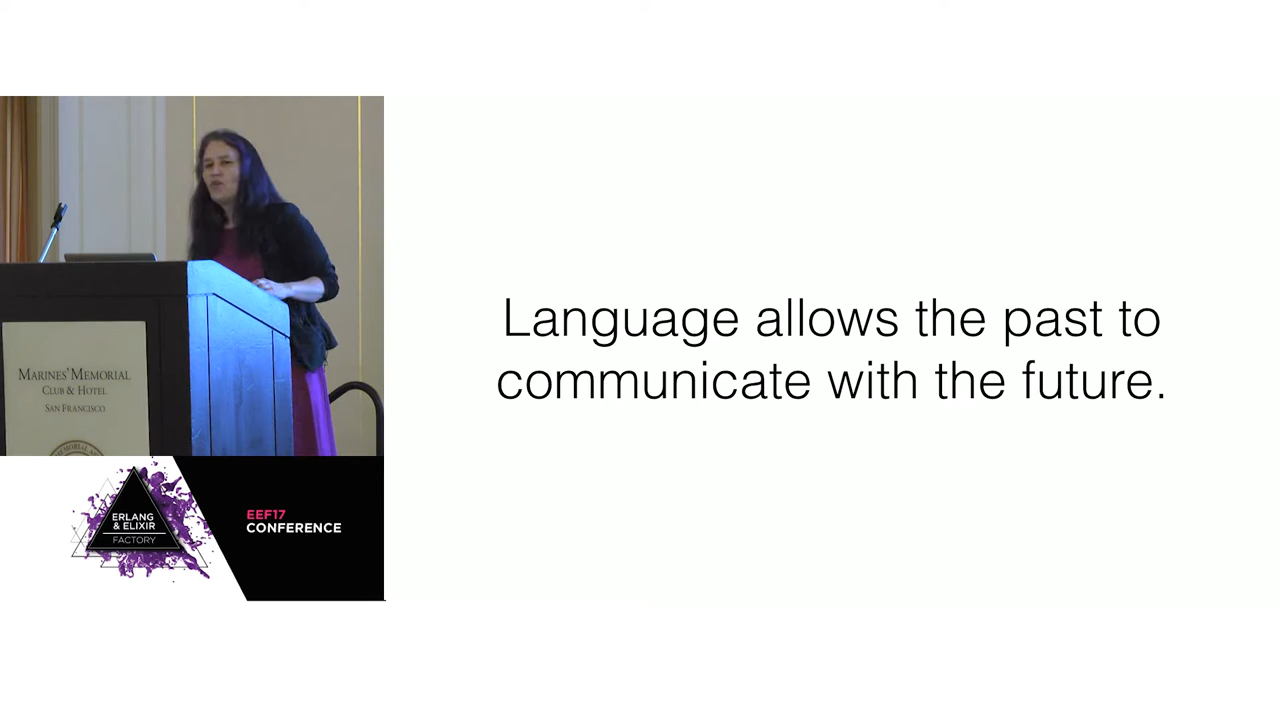 Language allows the past to
communicate with the future.
MARINES' MEMORIAL
CLUB & HOTEL
SAN FRANCISCO
ERLANG
& ELIXIR
FACTORY
EEF17
CONFERENCE